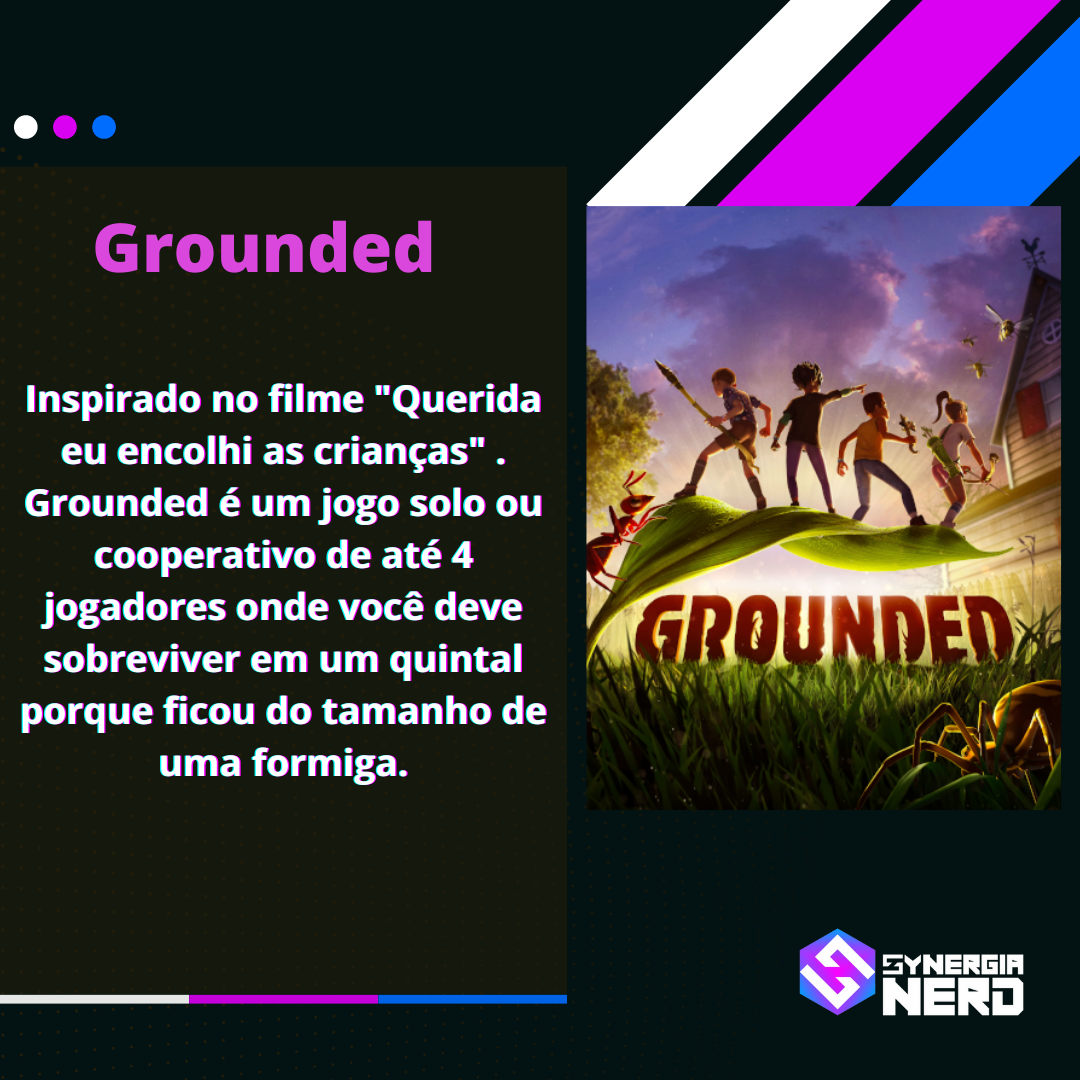 Grounded
Inspirado no filme "Querida
eu encolhi as crianças" .
Grounded é um jogo solo ou
cooperativo de até 4
jogadores onde você deve
sobreviver em um quintal
porque ficou do tamanho de
uma formiga.
GROUNDED
SYNERGIA
NERD